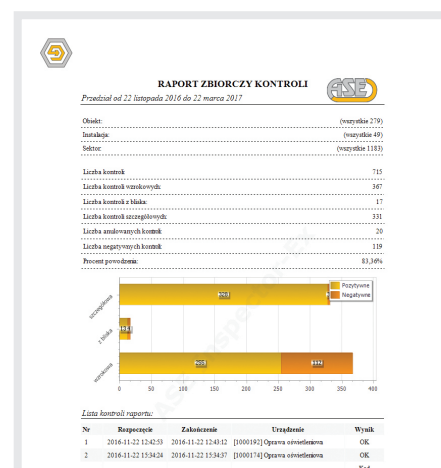 RAPORT ZBIORCZY KONTROLI
ASE
Przedział od 22 listopada 2016 do 22 marca 2017
Obiekt: (wszystkie 279)
Instalacja: (wszystkie 49)
Sektor: (wszystkie 1183)
Liczba kontroli: 715
Liczba kontroli wzrokowych: 367
Liczba kontroli z bliska: 17
Liczba kontroli szczegółowych: 331
Liczba anulowanych kontroli: 20
Liczba negatywnych kontroli: 119
Procent powodzenia: 83,36%
Pozytywne
Negatywne
szczegółowa
z bliska
wzrokowa 112
0 50 100 150 200 250 300 350 400
Lista kontroli raportu:
Nr Rozpoczęcie Zakończenie Urządzenie Wynik
1 2016-11-22 12:42:53 2016-11-22 12:43:12 [1000192] Oprawa oświetleniowa OK
2 2016-11-22 15:34:24 2016-11-22 15:34:37 [1000174] Oprawa oświetleniowa OK